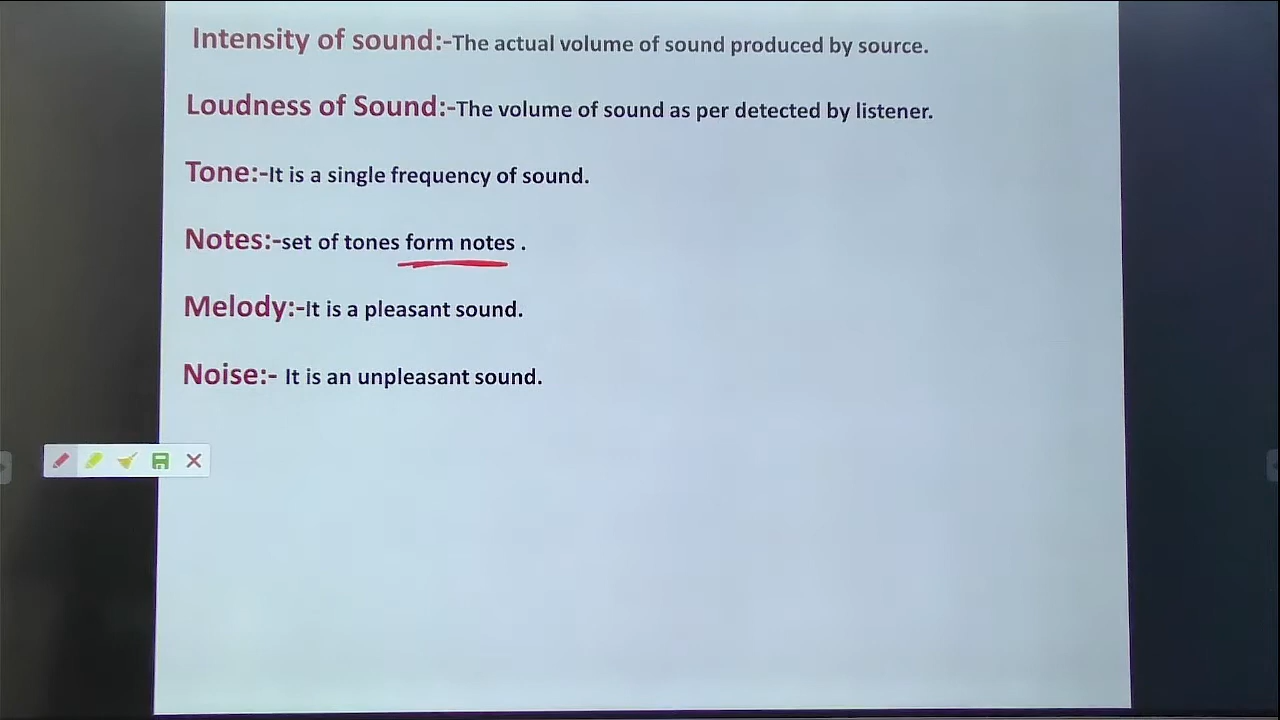 Intensity of sound:-The actual volume of sound produced by source.
Loudness of Sound:-The volume of sound as per detected by listener.
Tone:-It is a single frequency of sound.
Notes:-set of tones form notes .
Melody:-It is a pleasant sound.
Noise:- It is an unpleasant sound.